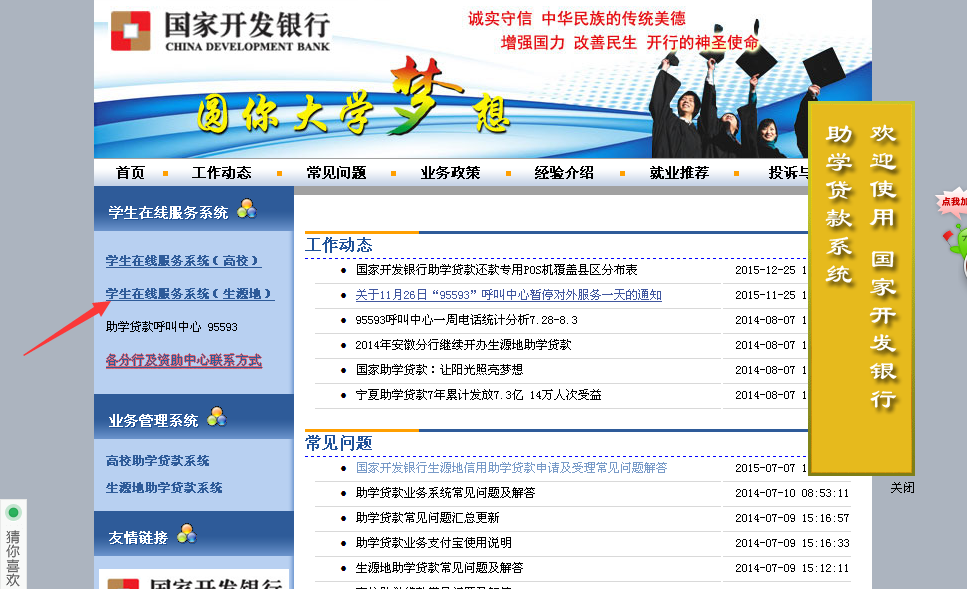 国家开发银行
CHINA DEVELOPMENT BANK
诚实守信 中华民族的传统美德
增强国力 改善民生 开行的神圣使命
圆你大学梦想
首页 工作动态 常见问题 业务政策 经验介绍 就业推荐 投诉与
学生在线服务系统
学生在线服务系统(高校)
学生在线服务系统(生源地)
助学贷款呼叫中心 95593
各分行及资助中心联系方式
业务管理系统
高校助学贷款系统
生源地助学贷款系统
友情链接
国家开发银行
工作动态
国家开发银行助学贷款还款专用POS机覆盖县区分布表 2015-12-25 1
关于11月26日“95593”呼叫中心暂停对外服务一天的通知 2015-11-25 1
95593呼叫中心一周电话统计分析7.28-8.3 2014-08-07 1
2014年安徽分行继续开办生源地助学贷款 2014-08-07 1
国家助学贷款：让阳光照亮梦想 2014-08-07 1
宁夏助学贷款7年累计发放7.3亿 14万人次受益 2014-08-07 1
常见问题
国家开发银行生源地信用助学贷款申请及受理常见问题解答 2015-07-07 1
助学贷款业务系统常见问题及解答 2014-07-10 08:53:11
助学贷款常见问题汇总更新 2014-07-09 15:16:57
助学贷款业务支付宝使用说明 2014-07-09 15:16:33
生源地助学贷款常见问题及解答 2014-07-09 15:12:11
欢迎使用 国家开发银行
助学贷款系统
关闭
点我加
猜你喜欢